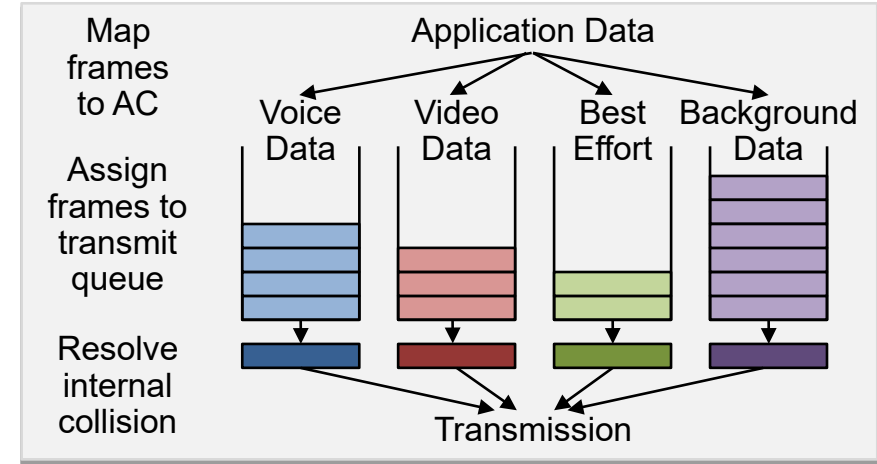 Map
frames
to AC
Application Data
Voice
Data
Video
Data
Best
Effort
Background
Data
Assign
frames to
transmit
queue
Resolve
internal
collision
Transmission